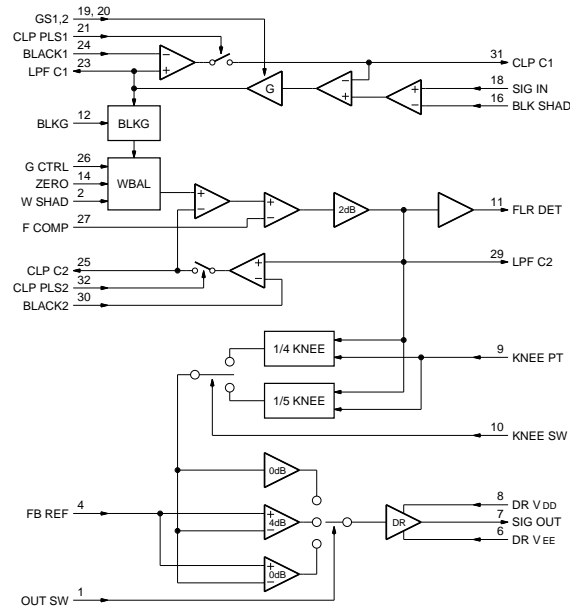 GS1,2 19, 20
CLP PLS1 21
BLACK1 24
LPF C1 23
31 CLP C1
G
18 SIG IN
16 BLK SHAD
BLKG 12
BLKG
G CTRL 26
ZERO 14
W SHAD 2
WBAL
F COMP 27
2dB
11 FLR DET
CLP C2 25
CLP PLS2 32
BLACK2 30
29 LPF C2
1/4 KNEE
9 KNEE PT
1/5 KNEE
10 KNEE SW
0dB
FB REF 4
4dB
DR
8 DR VDD
7 SIG OUT
6 DR VEE
0dB
OUT SW 1